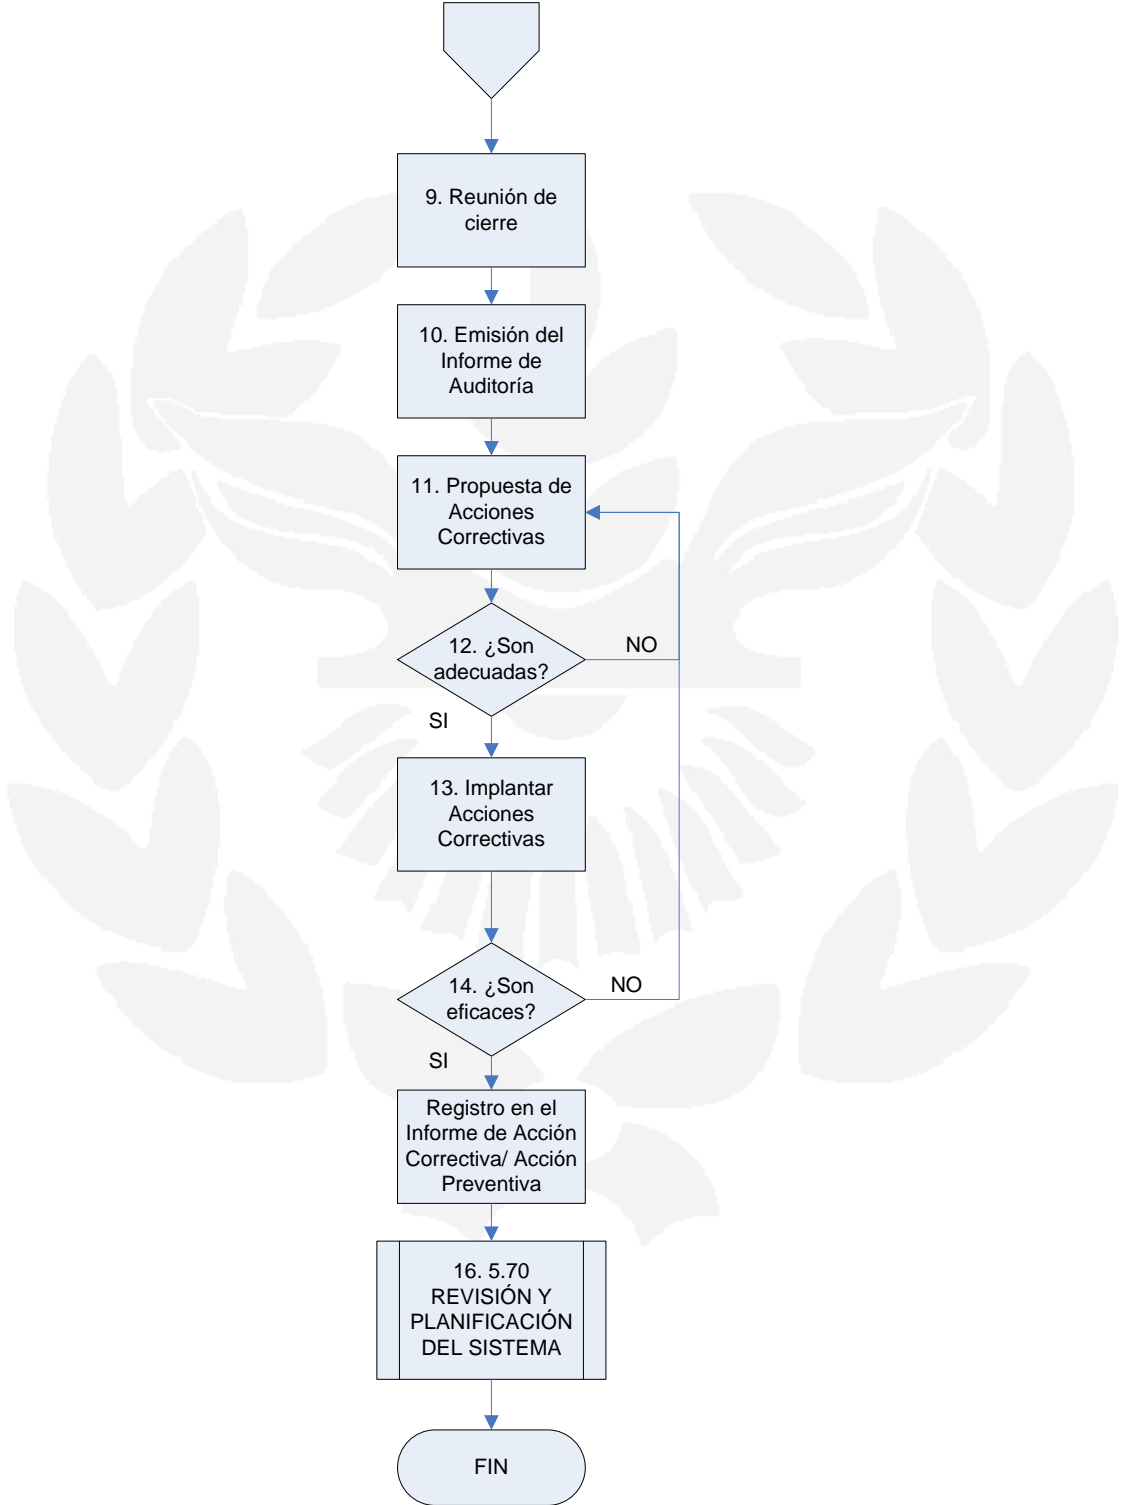 9. Reunión de
cierre
10. Emisión del
Informe de
Auditoría
11. Propuesta de
Acciones
Correctivas
12. ¿Son
adecuadas?
NO
SI
13. Implantar
Acciones
Correctivas
14. ¿Son
eficaces?
NO
SI
Registro en el
Informe de Acción
Correctiva/ Acción
Preventiva
16. 5.70
REVISIÓN Y
PLANIFICACIÓN
DEL SISTEMA
FIN